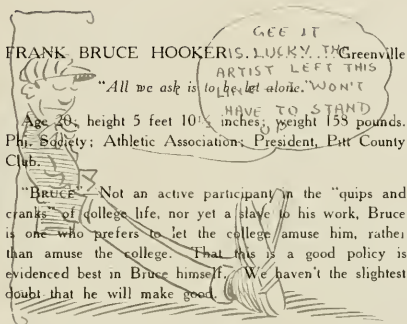 GEE IT
IS LUCKY THE
ARTIST LEFT THIS
WON'T
HAVE TO STAND
UP
FRANK BRUCE HOOKER Greenville
"All we ask is to be let alone."
Age 20; height 5 feet 10½ inches; weight 158 pounds.
Phi. Society; Athletic Association; President, Pitt County
Club.
"BRUCE" Not an active participant in the "quips and
cranks" of college life, nor yet a slave to his work, Bruce
is one who prefers to let the college amuse him, rather
than amuse the college. That this is a good policy is
evidenced best in Bruce himself. We haven't the slightest
doubt that he will make good.